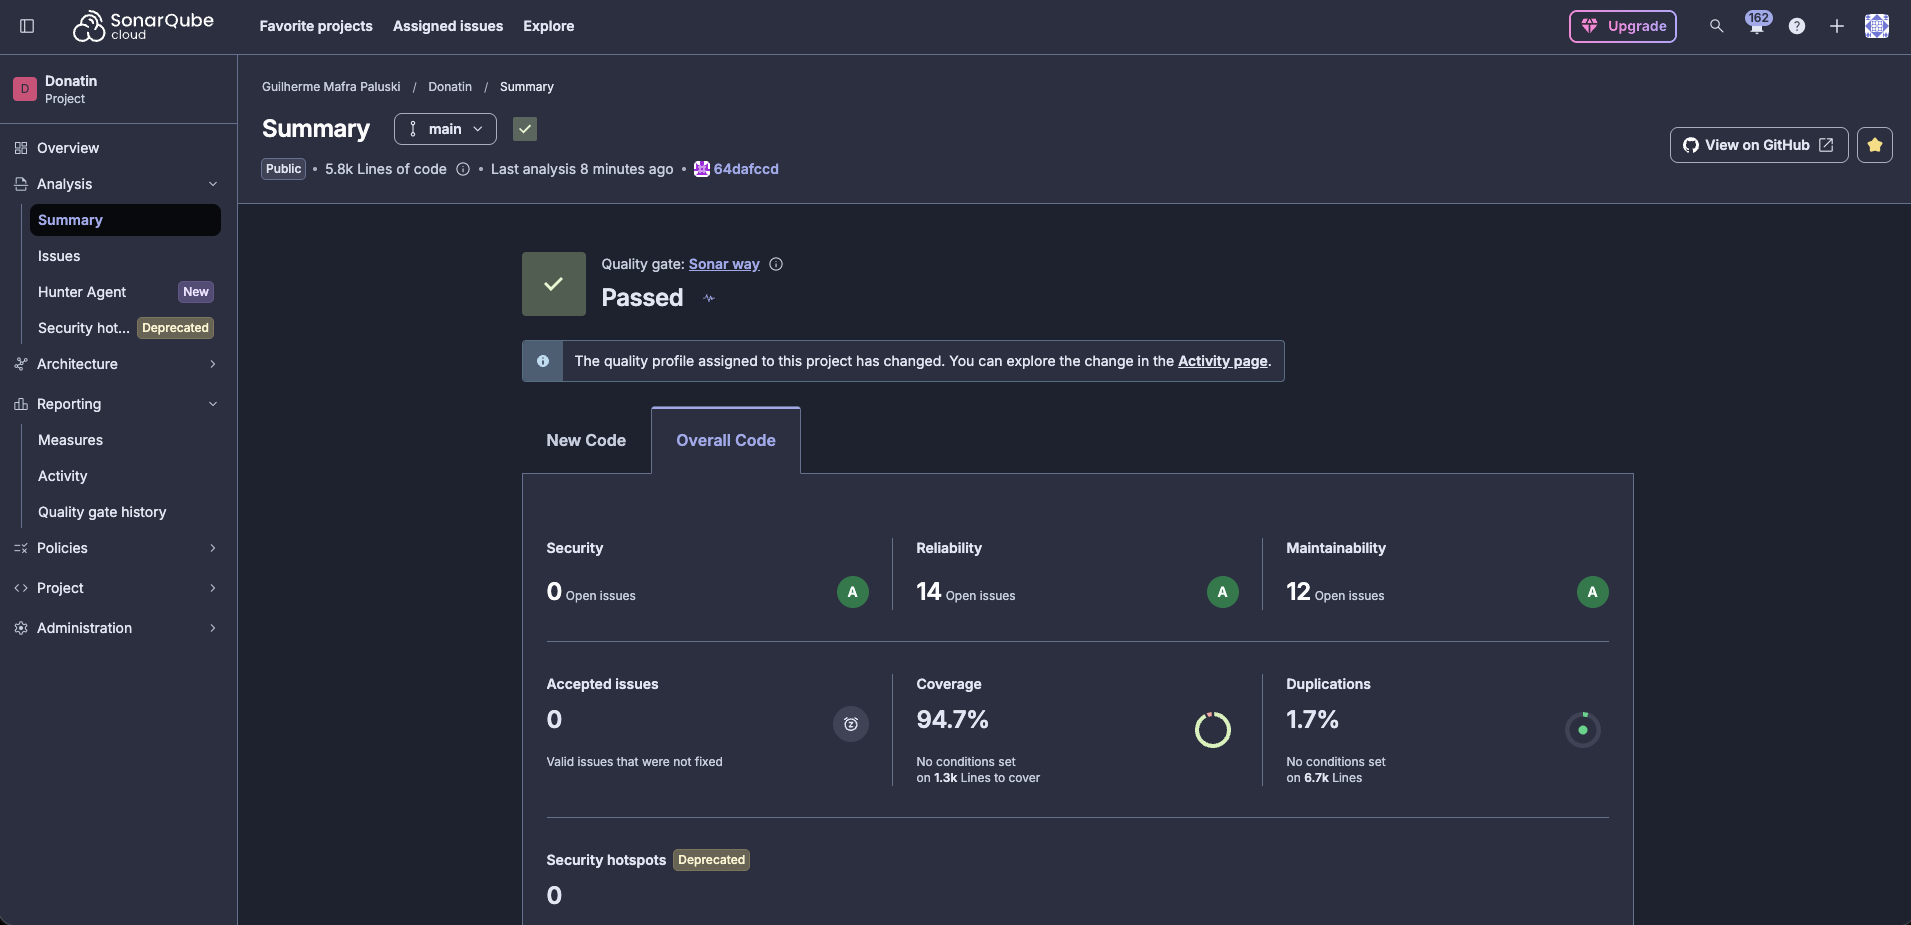 SonarQube cloud
Favorite projects
Assigned issues
Explore
Upgrade
162
D
Donatin
Project
Overview
Analysis
Summary
Issues
Hunter Agent
New
Security hot...
Deprecated
Architecture
Reporting
Measures
Activity
Quality gate history
Policies
Project
Administration
Guilherme Mafra Paluski / Donatin / Summary
Summary
main
Public • 5.8k Lines of code • Last analysis 8 minutes ago • 64dafccd
View on GitHub
Quality gate: Sonar way
Passed
The quality profile assigned to this project has changed. You can explore the change in the Activity page.
New Code
Overall Code
Security
0 Open issues
A
Reliability
14 Open issues
A
Maintainability
12 Open issues
A
Accepted issues
0
Valid issues that were not fixed
Coverage
94.7%
No conditions set
on 1.3k Lines to cover
Duplications
1.7%
No conditions set
on 6.7k Lines
Security hotspots
Deprecated
0